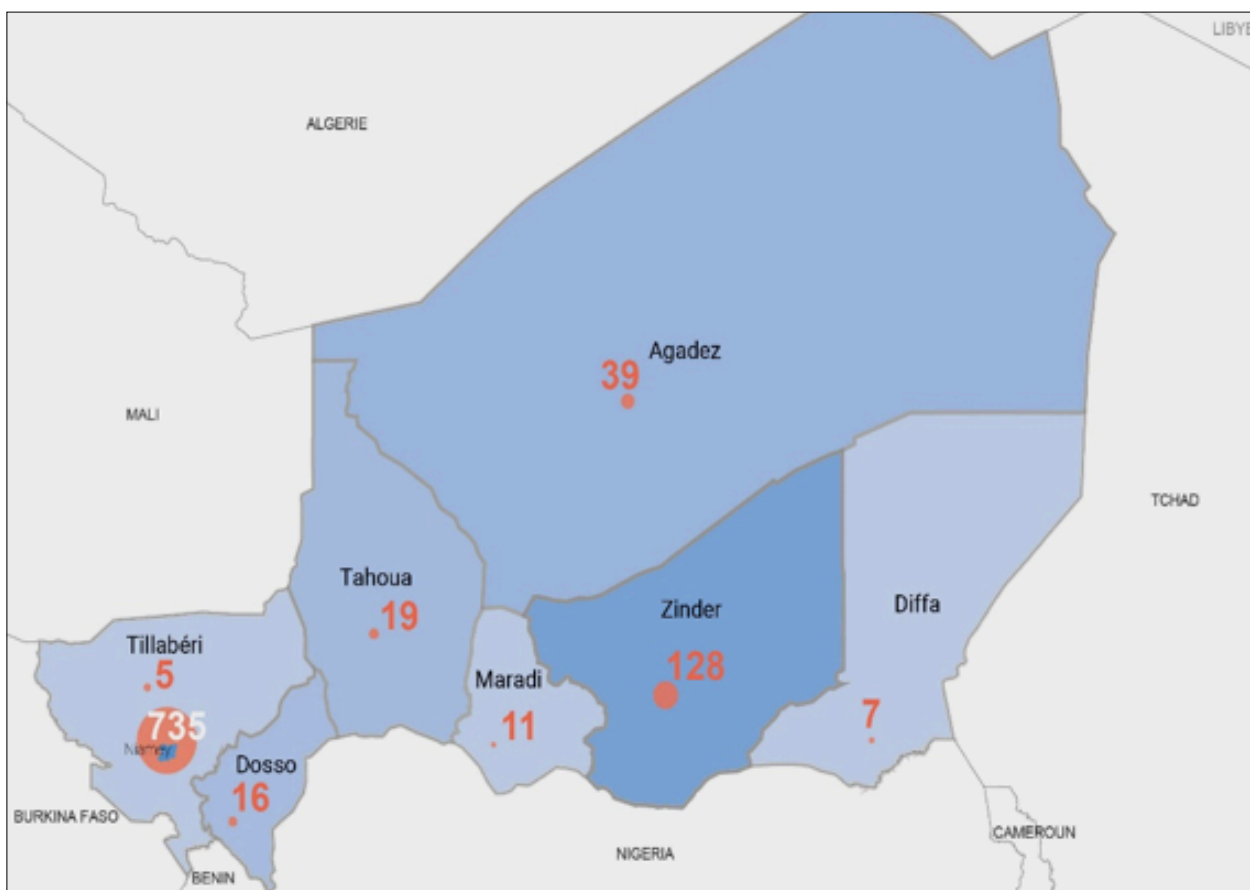 LIBYE
ALGERIE
Agadez
39
MALI
TCHAD
Tahoua
19
Zinder
128
Diffa
7
Tillabéri
5
735
Niamey
Maradi
11
Dosso
16
BURKINA FASO
BENIN
NIGERIA
CAMEROUN